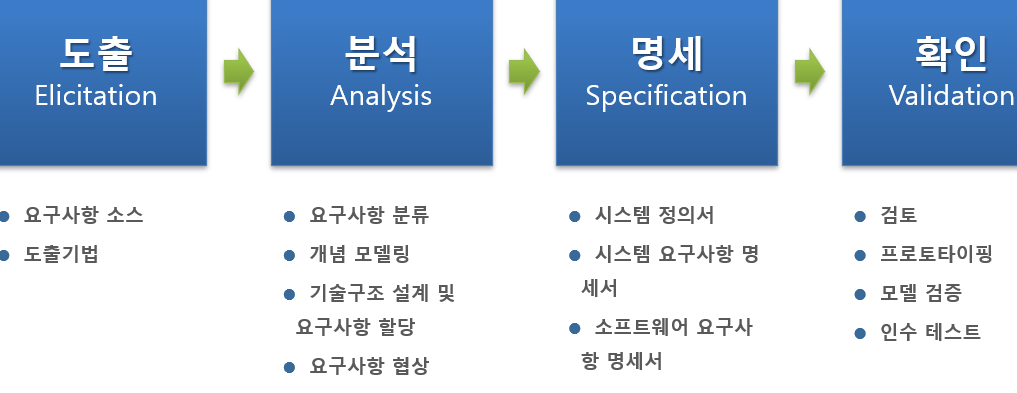 도출
Elicitation
분석
Analysis
명세
Specification
확인
Validation
● 요구사항 소스
● 도출기법
● 요구사항 분류
● 개념 모델링
● 기술구조 설계 및
요구사항 할당
● 요구사항 협상
● 시스템 정의서
● 시스템 요구사항 명
세서
● 소프트웨어 요구사
항 명세서
● 검토
● 프로토타이핑
● 모델 검증
● 인수 테스트